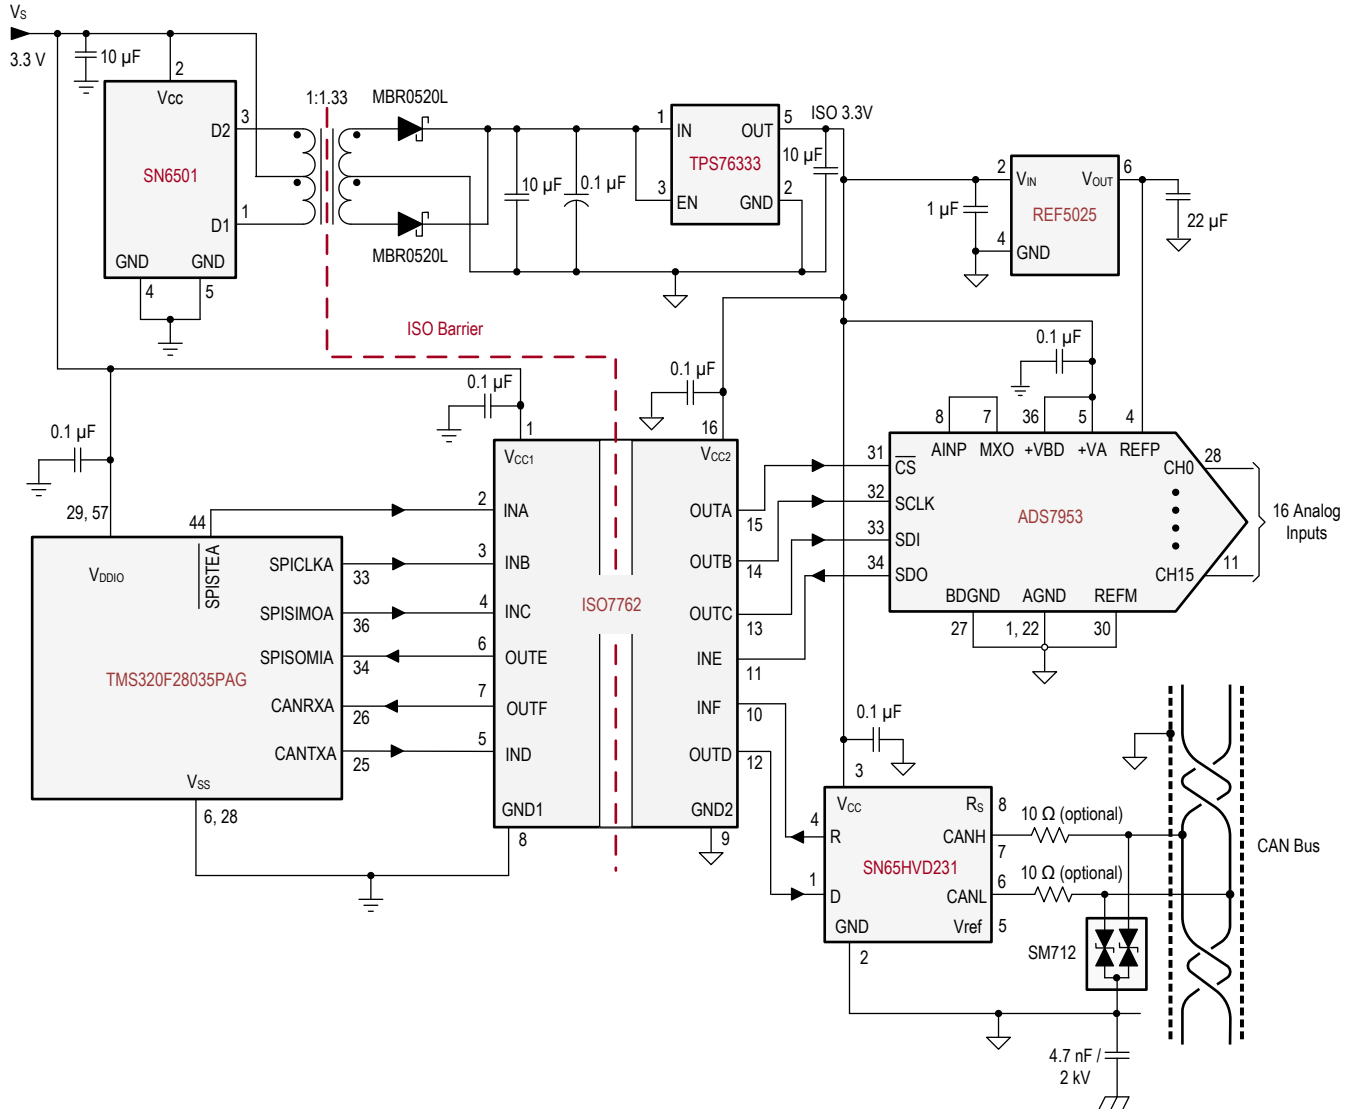 VS
3.3 V
10 µF
2
Vcc
D2
3
SN6501
D1
1
GND
GND
4
5
1:1.33
MBR0520L
MBR0520L
10 µF
0.1 µF
1
IN
OUT
5
TPS76333
3
EN
GND
2
10 µF
ISO 3.3V
2
VIN
VOUT
6
REF5025
1 µF
4
GND
22 µF
ISO Barrier
0.1 µF
0.1 µF
0.1 µF
0.1 µF
29, 57
44
VDDIO
SPISTEA
SPICLKA
33
SPISIMOA
36
SPISOMIA
34
TMS320F28035PAG
CANRXA
26
CANTXA
25
VSS
6, 28
1
VCC1
2
INA
3
INB
4
INC
6
OUTE
7
OUTF
5
IND
GND1
8
ISO7762
16
VCC2
OUTA
15
OUTB
14
OUTC
13
INE
11
INF
10
OUTD
12
GND2
9
8
7
36
5
4
AINP
MXO
+VBD
+VA
REFP
31
CS
32
SCLK
33
SDI
34
SDO
ADS7953
CH0
28
CH15
11
16 Analog
Inputs
BDGND
AGND
REFM
27
1, 22
30
0.1 µF
3
VCC
RS
8
4
R
CANH
7
SN65HVD231
1
D
CANL
6
GND
Vref
5
2
10 Ω (optional)
10 Ω (optional)
SM712
CAN Bus
4.7 nF /
2 kV